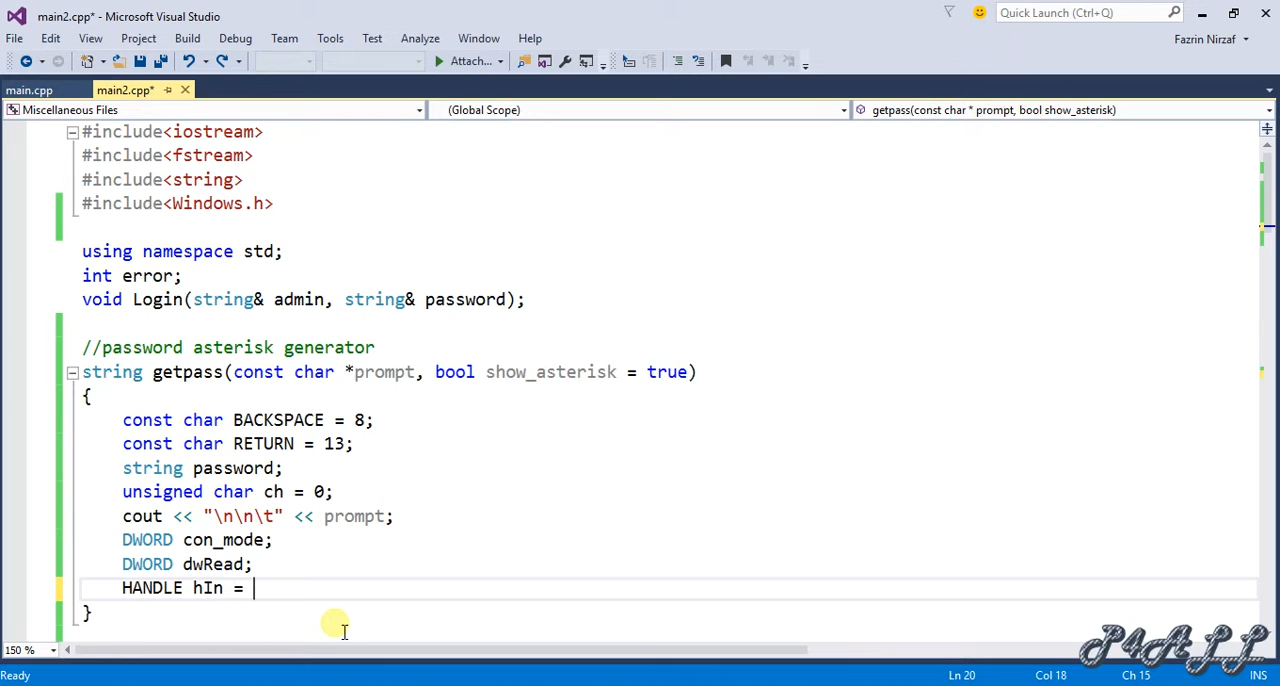 main2.cpp* - Microsoft Visual Studio
Quick Launch (Ctrl+Q)
File Edit View Project Build Debug Team Tools Test Analyze Window Help
Fazrin Nirzaf
Attach...
main.cpp main2.cpp*
Miscellaneous Files (Global Scope) getpass(const char * prompt, bool show_asterisk)
#include<iostream>
#include<fstream>
#include<string>
#include<Windows.h>
using namespace std;
int error;
void Login(string& admin, string& password);
//password asterisk generator
string getpass(const char *prompt, bool show_asterisk = true)
{
const char BACKSPACE = 8;
const char RETURN = 13;
string password;
unsigned char ch = 0;
cout << "\n\n\t" << prompt;
DWORD con_mode;
DWORD dwRead;
HANDLE hIn =
}
150 %
P4ALL
Ready Ln 20 Col 18 Ch 15 INS